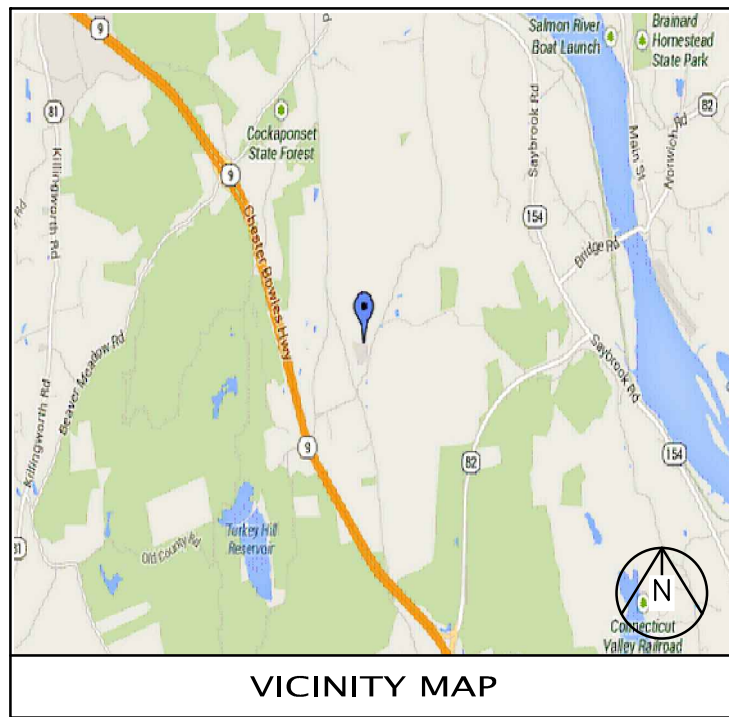 9
Salmon River
Boat Launch
Brainard
Homestead
State Park
81
82
Cockaponset
State Forest
Killingworth Rd
Saybrook Rd
Main St
Norwich Rd
Rd
9
154
Chester Bowles Hwy
Bridge Rd
Beaver Meadow Rd
Saybrook Rd
Killingworth Rd
9
82
154
Turkey Hill
Reservoir
Old County Rd
81
N
Connecticut
Valley Railroad
VICINITY MAP